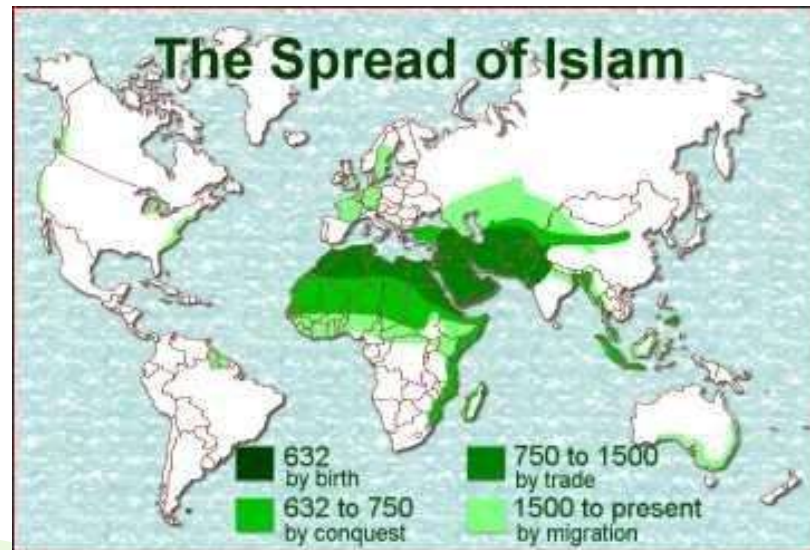 The Spread of Islam
632
by birth
750 to 1500
by trade
632 to 750
by conquest
1500 to present
by migration